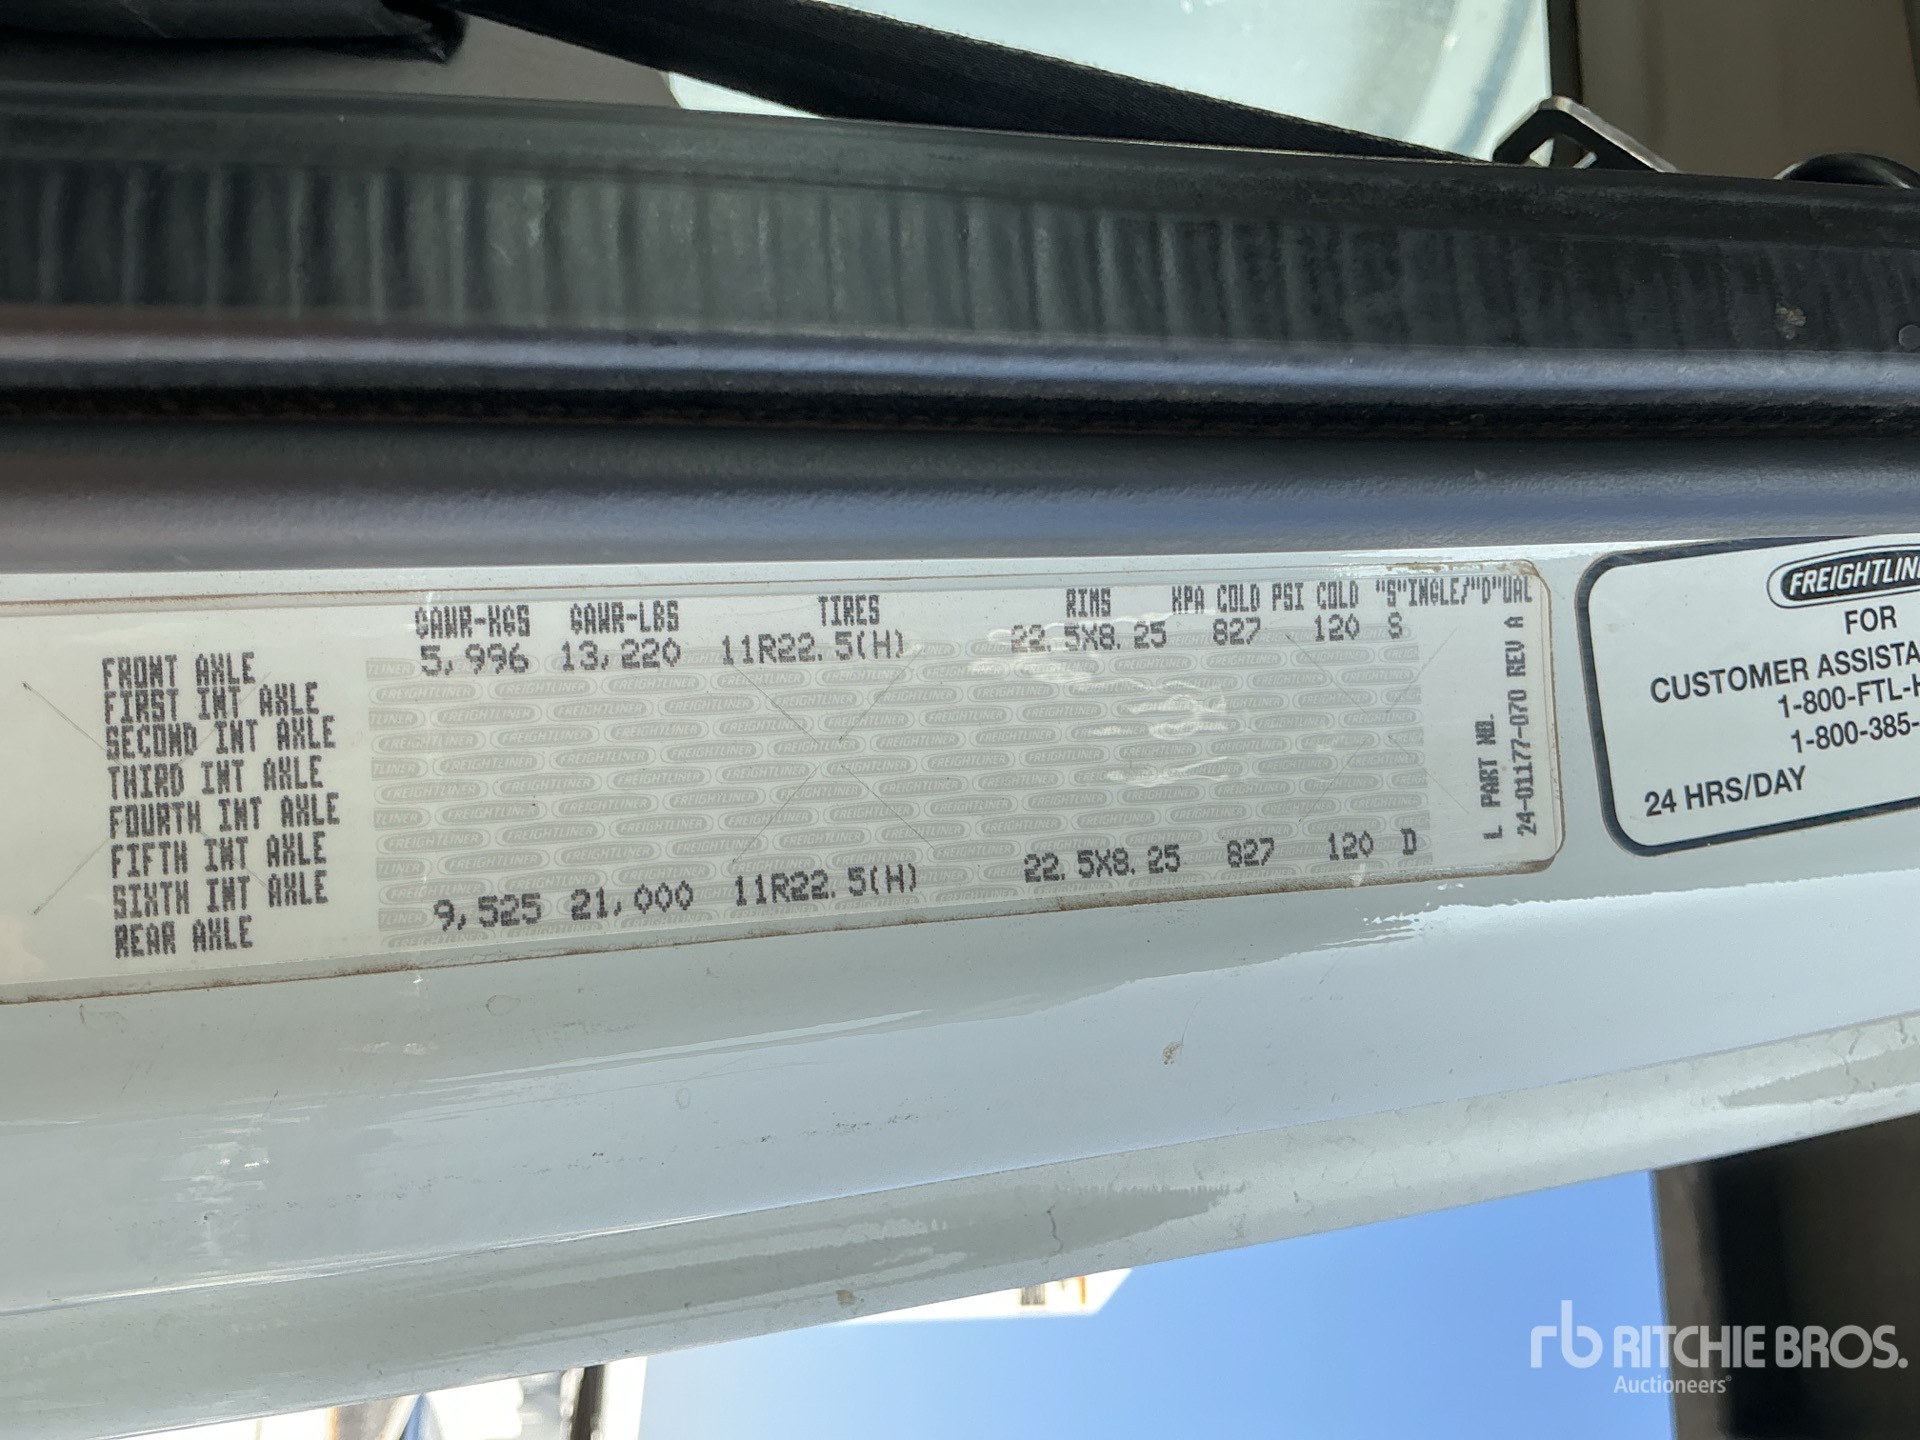 GAWR-KGS GAWR-LBS TIRES RIMS KPA COLD PSI COLD "S"INGLE/"D"UAL
FRONT AXLE 5,996 13,220 11R22.5(H) 22.5X8.25 827 120 S
FIRST INT AXLE
SECOND INT AXLE
THIRD INT AXLE
FOURTH INT AXLE
FIFTH INT AXLE
SIXTH INT AXLE
REAR AXLE 9,525 21,000 11R22.5(H) 22.5X8.25 827 120 D
L PART NO.
24-01177-070 REV A
FREIGHTLINE
FOR
CUSTOMER ASSISTA
1-800-FTL-H
1-800-385-
24 HRS/DAY
rb RITCHIE BROS.
Auctioneers